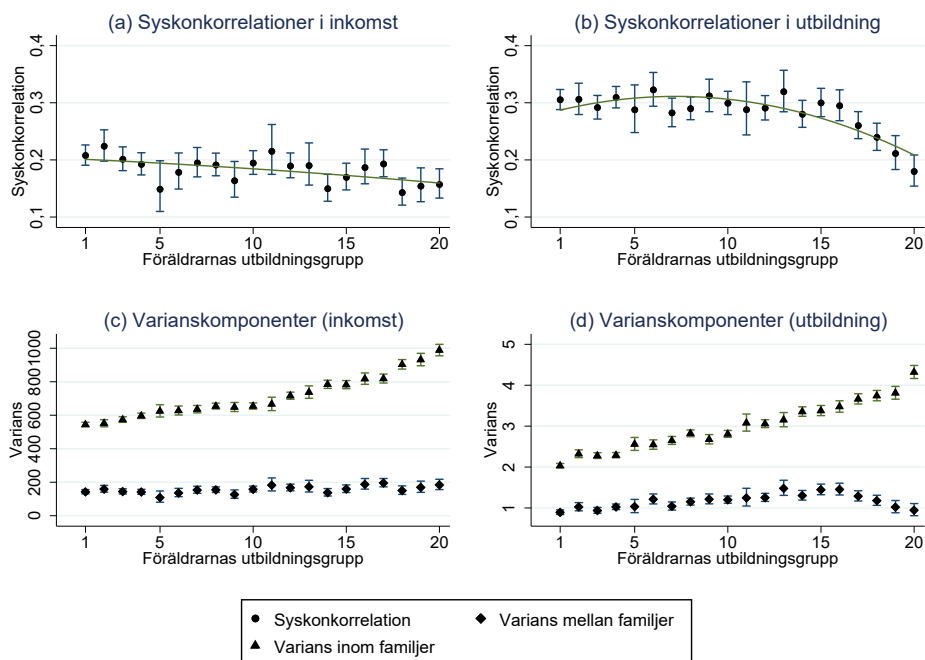 (a) Syskonkorrelationer i inkomst
Syskonkorrelation
0,4
0,3
0,2
0,1
1 5 10 15 20
Föräldrarnas utbildningsgrupp
(b) Syskonkorrelationer i utbildning
Syskonkorrelation
0,4
0,3
0,2
0,1
1 5 10 15 20
Föräldrarnas utbildningsgrupp
(c) Varianskomponenter (inkomst)
Varians
1000
800
600
400
200
0
1 5 10 15 20
Föräldrarnas utbildningsgrupp
(d) Varianskomponenter (utbildning)
Varians
5
4
3
2
1
1 5 10 15 20
Föräldrarnas utbildningsgrupp
Syskonkorrelation
Varians mellan familjer
Varians inom familjer